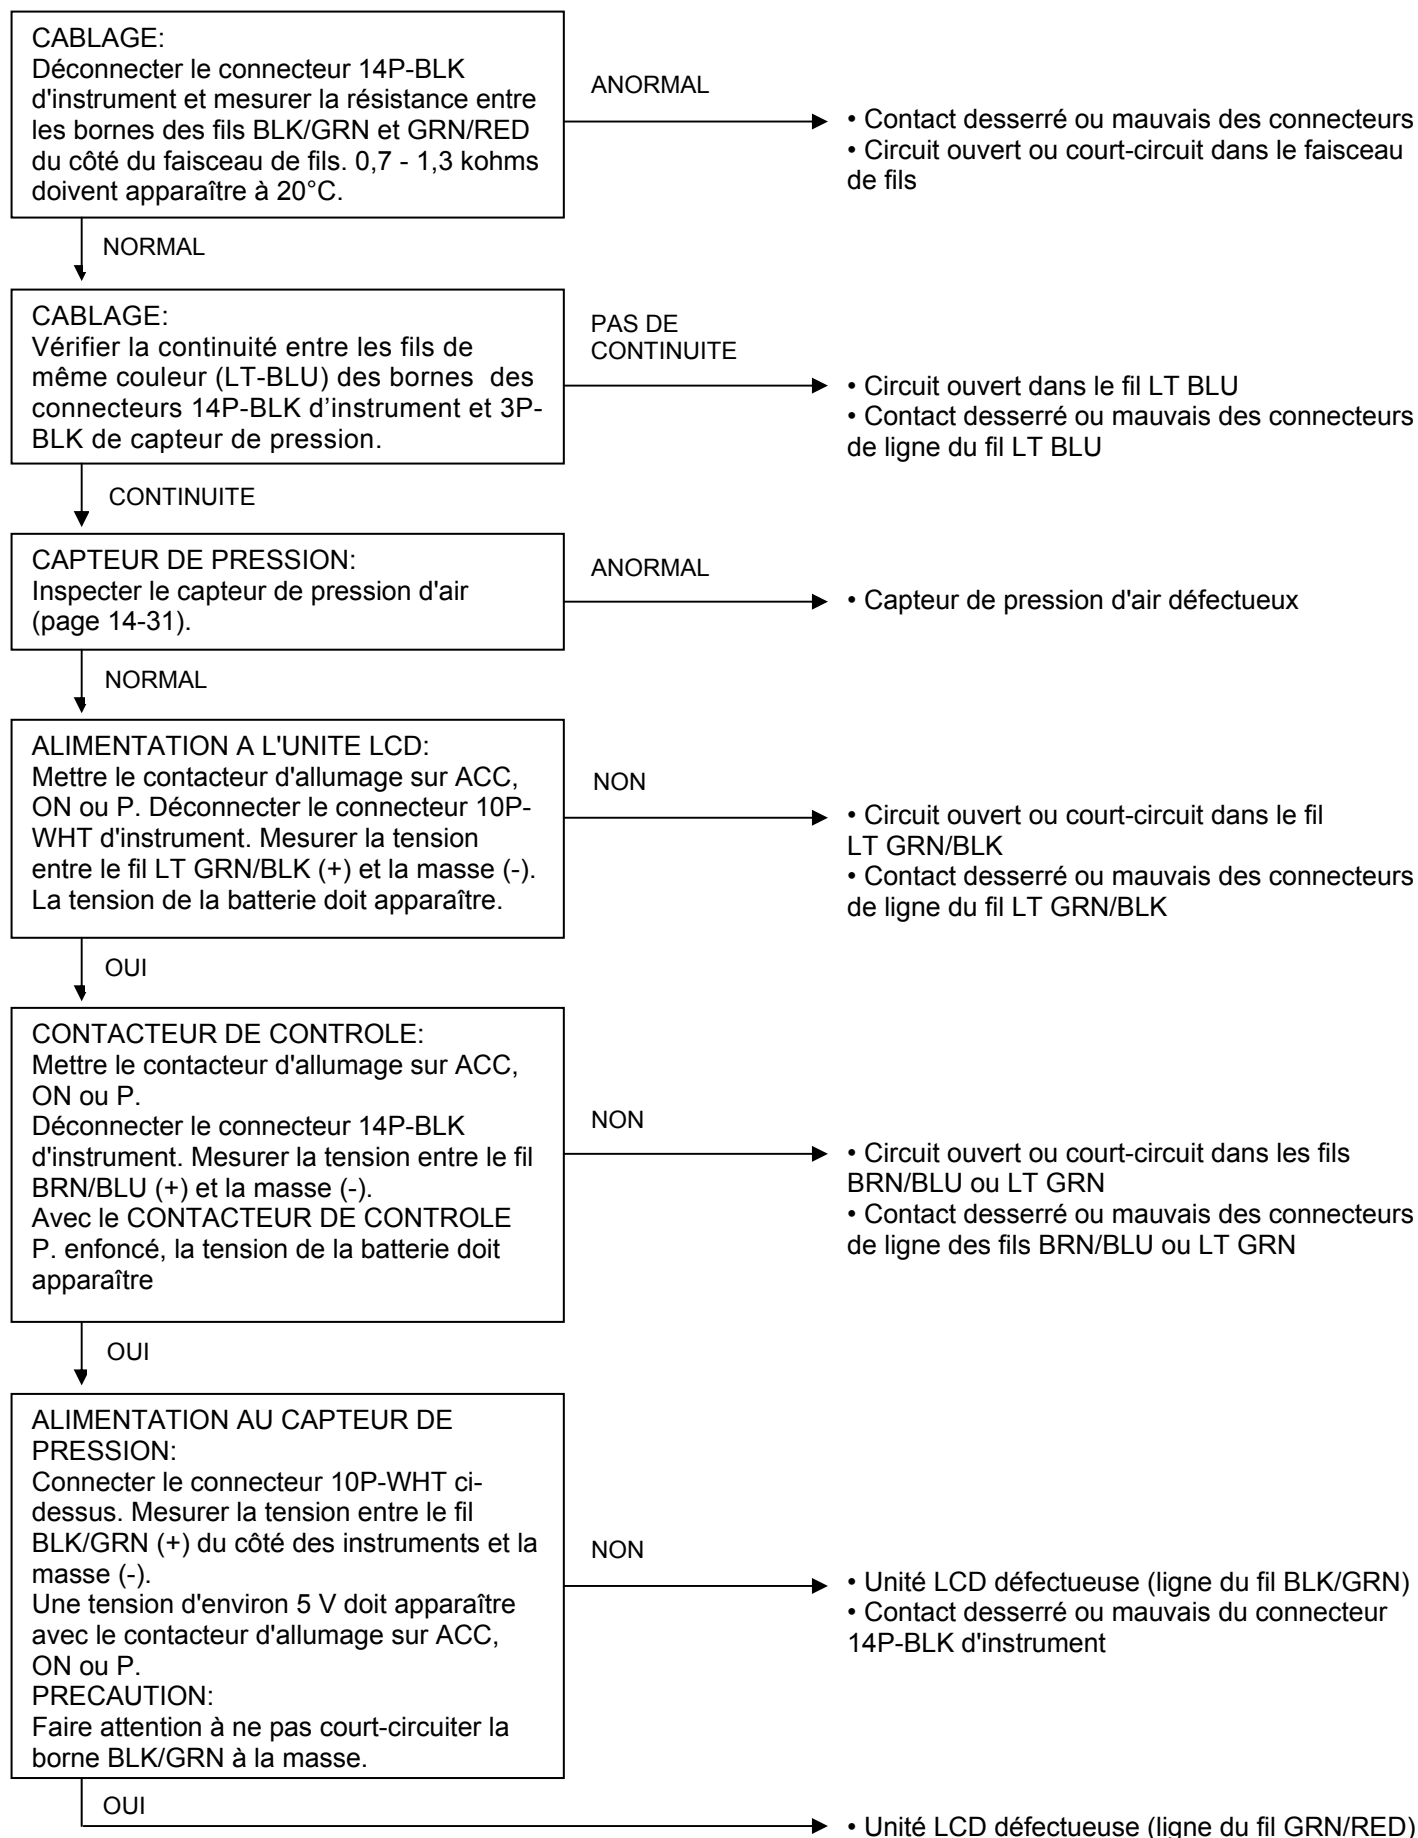 CABLAGE:
Déconnecter le connecteur 14P-BLK
d'instrument et mesurer la résistance entre
les bornes des fils BLK/GRN et GRN/RED
du côté du faisceau de fils. 0,7 - 1,3 kohms
doivent apparaître à 20°C.
ANORMAL
• Contact desserré ou mauvais des connecteurs
• Circuit ouvert ou court-circuit dans le faisceau
de fils
NORMAL
CABLAGE:
Vérifier la continuité entre les fils de
même couleur (LT-BLU) des bornes des
connecteurs 14P-BLK d’instrument et 3P-
BLK de capteur de pression.
PAS DE
CONTINUITE
• Circuit ouvert dans le fil LT BLU
• Contact desserré ou mauvais des connecteurs
de ligne du fil LT BLU
CONTINUITE
CAPTEUR DE PRESSION:
Inspecter le capteur de pression d'air
(page 14-31).
ANORMAL
• Capteur de pression d'air défectueux
NORMAL
ALIMENTATION A L'UNITE LCD:
Mettre le contacteur d'allumage sur ACC,
ON ou P. Déconnecter le connecteur 10P-
WHT d'instrument. Mesurer la tension
entre le fil LT GRN/BLK (+) et la masse (-).
La tension de la batterie doit apparaître.
NON
• Circuit ouvert ou court-circuit dans le fil
LT GRN/BLK
• Contact desserré ou mauvais des connecteurs
de ligne du fil LT GRN/BLK
OUI
CONTACTEUR DE CONTROLE:
Mettre le contacteur d'allumage sur ACC,
ON ou P.
Déconnecter le connecteur 14P-BLK
d'instrument. Mesurer la tension entre le fil
BRN/BLU (+) et la masse (-).
Avec le CONTACTEUR DE CONTROLE
P. enfoncé, la tension de la batterie doit
apparaître
NON
• Circuit ouvert ou court-circuit dans les fils
BRN/BLU ou LT GRN
• Contact desserré ou mauvais des connecteurs
de ligne des fils BRN/BLU ou LT GRN
OUI
ALIMENTATION AU CAPTEUR DE
PRESSION:
Connecter le connecteur 10P-WHT ci-
dessus. Mesurer la tension entre le fil
BLK/GRN (+) du côté des instruments et la
masse (-).
Une tension d'environ 5 V doit apparaître
avec le contacteur d'allumage sur ACC,
ON ou P.
PRECAUTION:
Faire attention à ne pas court-circuiter la
borne BLK/GRN à la masse.
NON
• Unité LCD défectueuse (ligne du fil BLK/GRN)
• Contact desserré ou mauvais du connecteur
14P-BLK d'instrument
OUI
• Unité LCD défectueuse (ligne du fil GRN/RED)